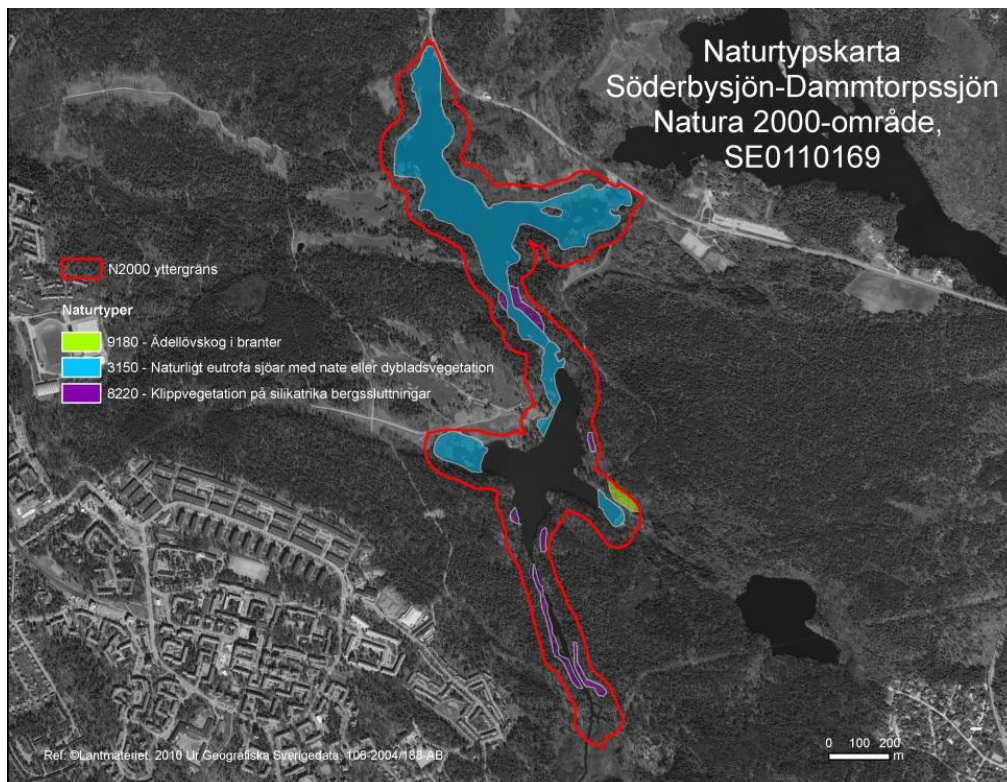 Naturtypskarta
Söderbysjön-Dammtorpssjön
Natura 2000-område,
SE0110169
N2000 yttergräns
Naturtyper
9180 - Ädellövskog i branter
3150 - Naturligt eutrofa sjöar med nate eller dybladsvegetation
8220 - Klippvegetation på silikatrika bergssluttningar
Ref: ©Lantmäteriet. 2010 Ur Geografiska Sverigedata, 106-2004/188-AB
0 100 200
m